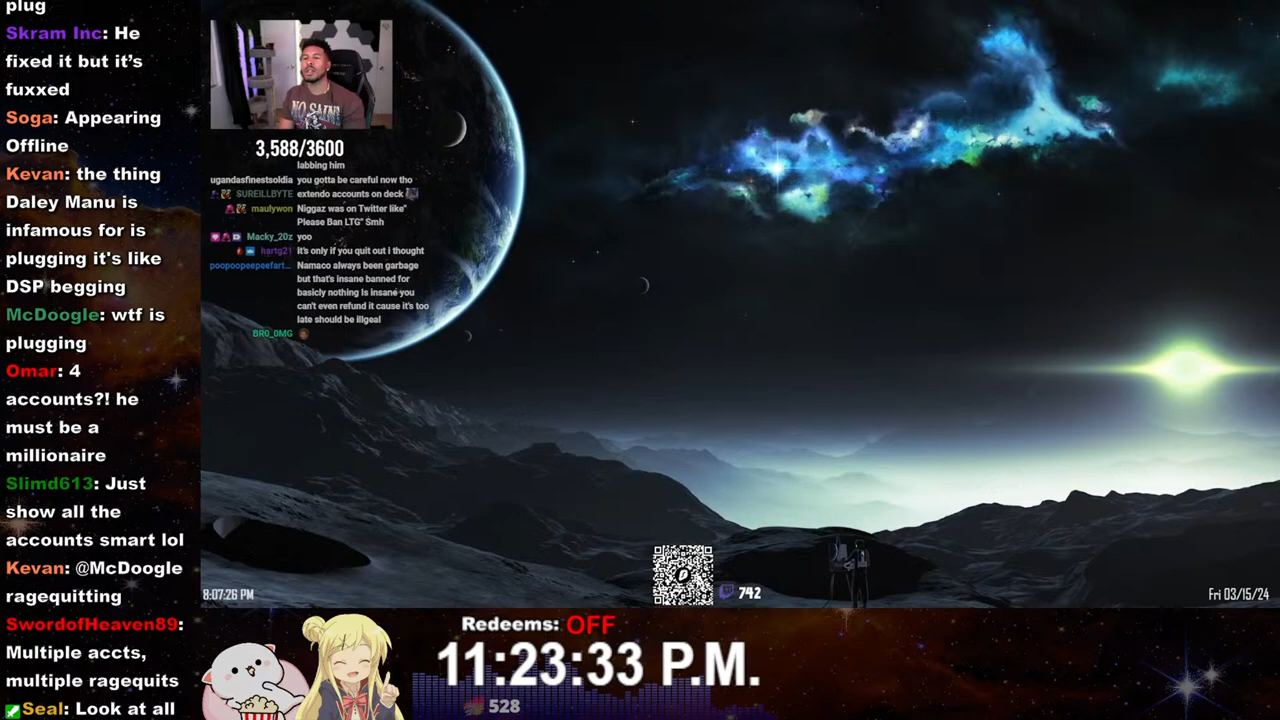 plug
Skram Inc: He
fixed it but it’s
fuxxed
Soga: Appearing
Offline
Kevan: the thing
Daley Manu is
infamous for is
plugging it's like
DSP begging
McDoogle: wtf is
plugging
Omar: 4
accounts?! he
must be a
millionaire
Slimd613: Just
show all the
accounts smart lol
Kevan: @McDoogle
ragequitting
SwordofHeaven89:
Multiple accts,
multiple ragequits
Seal: Look at all
NO SAIN
3,588/3600
labbing him
ugandasfinestsoldia you gotta be careful now tho
SUREILLBYTE extendo accounts on deck
maulywon Niggaz was on Twitter like"
Please Ban LTG" Smh
Macky_20z yoo
hartg21 it's only if you quit out i thought
poopoopeepeefart... Namaco always been garbage
but that's insane banned for
basicly nothing Is insane you
can't even refund it cause it's too
late should be illgeal
BRO_OMG
8:07:26 PM
742
Fri 03/15/24
Redeems: OFF
11:23:33 P.M.
528